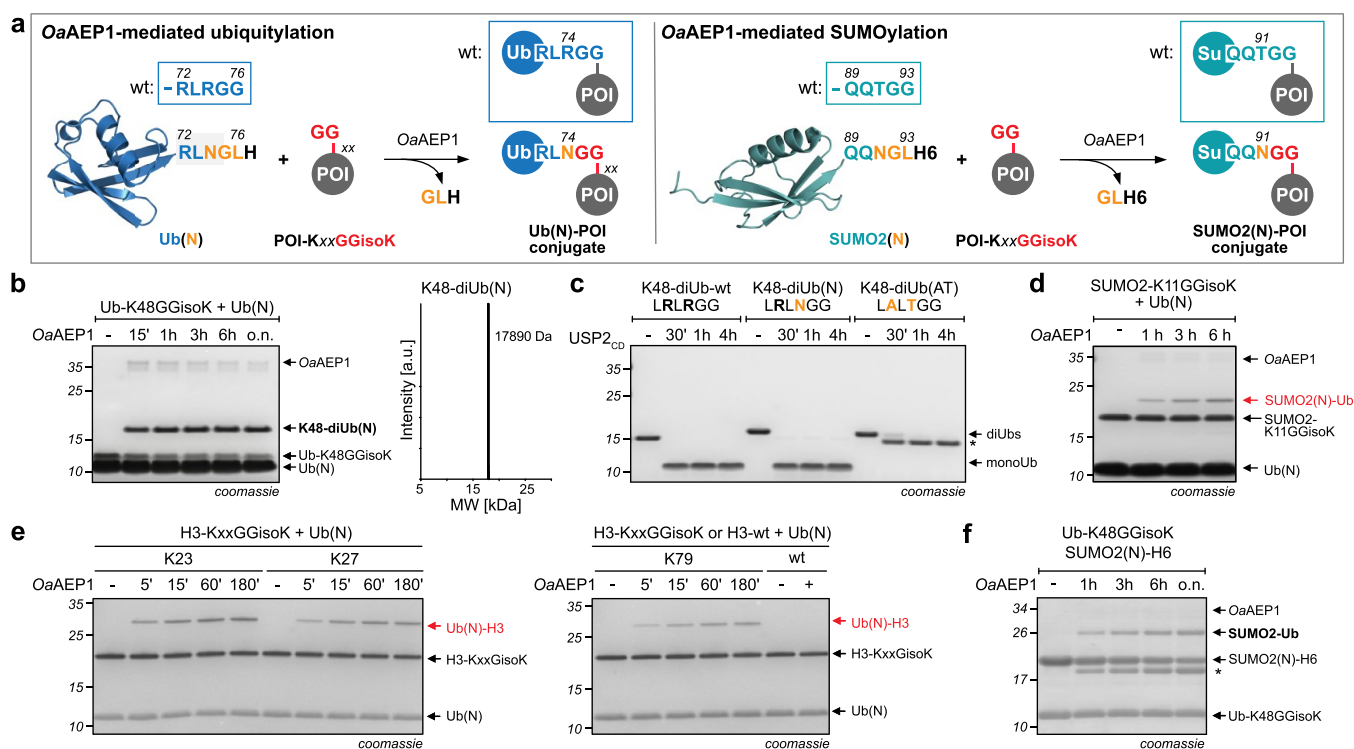 a
OaAEP1-mediated ubiquitylation
wt:
72 76
–RLRGG
72 76
RLNGLH
Ub(N)
+
GG
xx
POI
POI-KxxGGisoK
OaAEP1
GLH
wt:
74
Ub RLRGG
POI
74
Ub RLNGG
xx
POI
Ub(N)-POI
conjugate
OaAEP1-mediated SUMOylation
wt:
89 93
–QQTGG
89 93
QQNGLH6
SUMO2(N)
+
GG
xx
POI
POI-KxxGGisoK
OaAEP1
GLH6
wt:
91
Su QQTGG
POI
91
Su QQNGG
POI
SUMO2(N)-POI
conjugate
b
Ub-K48GGisoK + Ub(N)
OaAEP1 - 15' 1h 3h 6h o.n.
35
25
15
10
OaAEP1
K48-diUb(N)
Ub-K48GGisoK
Ub(N)
coomassie
K48-diUb(N)
17890 Da
Intensity [a.u.]
5 15 25
MW [kDa]
c
K48-diUb-wt K48-diUb(N) K48-diUb(AT)
LRLRGG LRLNGG LALTGG
USP2CD - 30' 1h 4h - 30' 1h 4h - 30' 1h 4h
35
25
15
10
diUbs
*
monoUb
coomassie
d
SUMO2-K11GGisoK
+ Ub(N)
OaAEP1 - 1 h 3 h 6 h
35
25
15
10
OaAEP1
SUMO2(N)-Ub
SUMO2-
K11GGisoK
Ub(N)
coomassie
e
H3-KxxGGisoK + Ub(N)
K23 K27
OaAEP1 - 5' 15' 60' 180' - 5' 15' 60' 180'
35
25
15
10
Ub(N)-H3
H3-KxxGisoK
Ub(N)
coomassie
H3-KxxGGisoK or H3-wt + Ub(N)
K79 wt
OaAEP1 - 5' 15' 60' 180' - +
35
25
15
10
Ub(N)-H3
H3-KxxGisoK
Ub(N)
coomassie
f
Ub-K48GGisoK
SUMO2(N)-H6
OaAEP1 - 1h 3h 6h o.n.
34
26
17
10
OaAEP1
SUMO2-Ub
SUMO2(N)-H6
*
Ub-K48GGisoK
coomassie